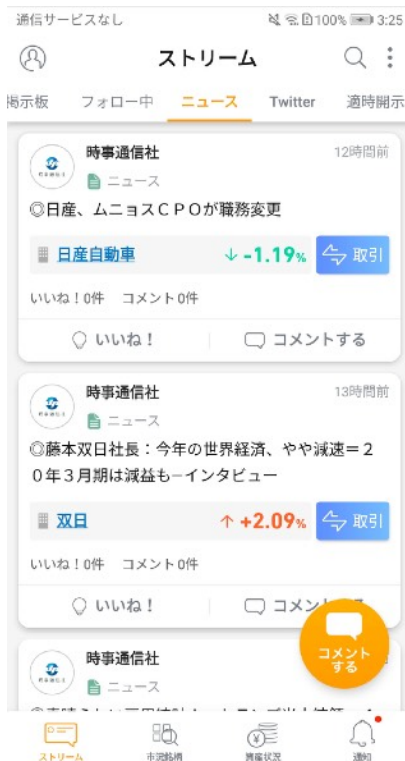 通信サービスなし 100% 3:25
ストリーム
掲示板 フォロー中 ニュース Twitter 適時開示
時事通信社 12時間前
ニュース
◎日産、ムニョスCPOが職務変更
日産自動車 ↓ -1.19% 取引
いいね!0件 コメント0件
いいね! コメントする
時事通信社 13時間前
ニュース
◎藤本双日社長:今年の世界経済、やや減速=2
0年3月期は減益も−インタビュー
双日 ↑ +2.09% 取引
いいね!0件 コメント0件
いいね!
コメント
する
時事通信社
ニュース
ストリーム 市況銘柄 資産状況 通知